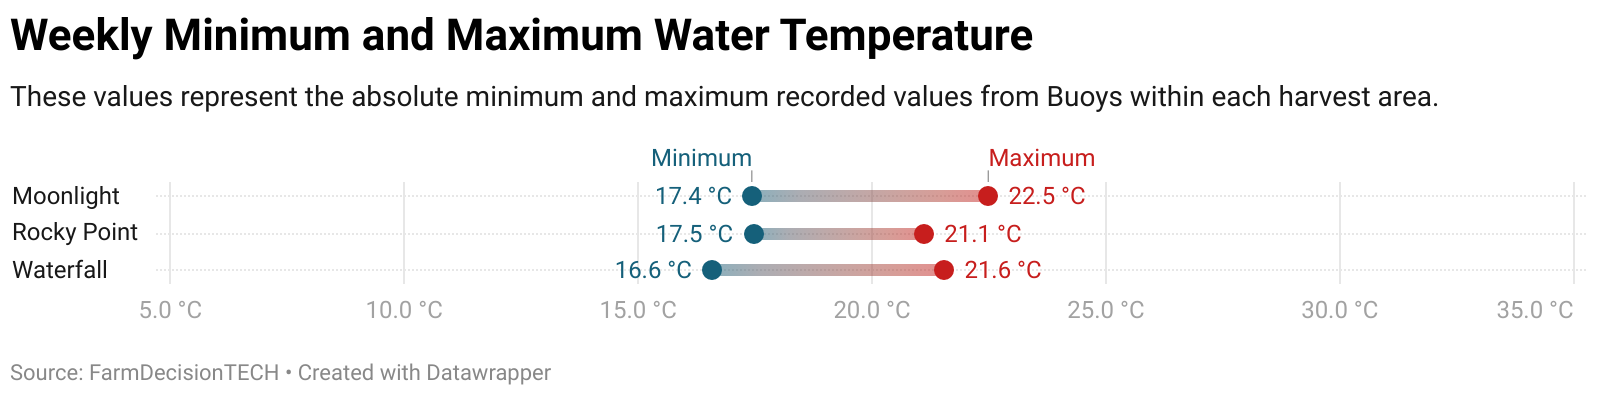 Weekly Minimum and Maximum Water Temperature
These values represent the absolute minimum and maximum recorded values from Buoys within each harvest area.
Minimum Maximum
Moonlight 17.4 °C 22.5 °C
Rocky Point 17.5 °C 21.1 °C
Waterfall 16.6 °C 21.6 °C
5.0 °C 10.0 °C 15.0 °C 20.0 °C 25.0 °C 30.0 °C 35.0 °C
Source: FarmDecisionTECH • Created with Datawrapper